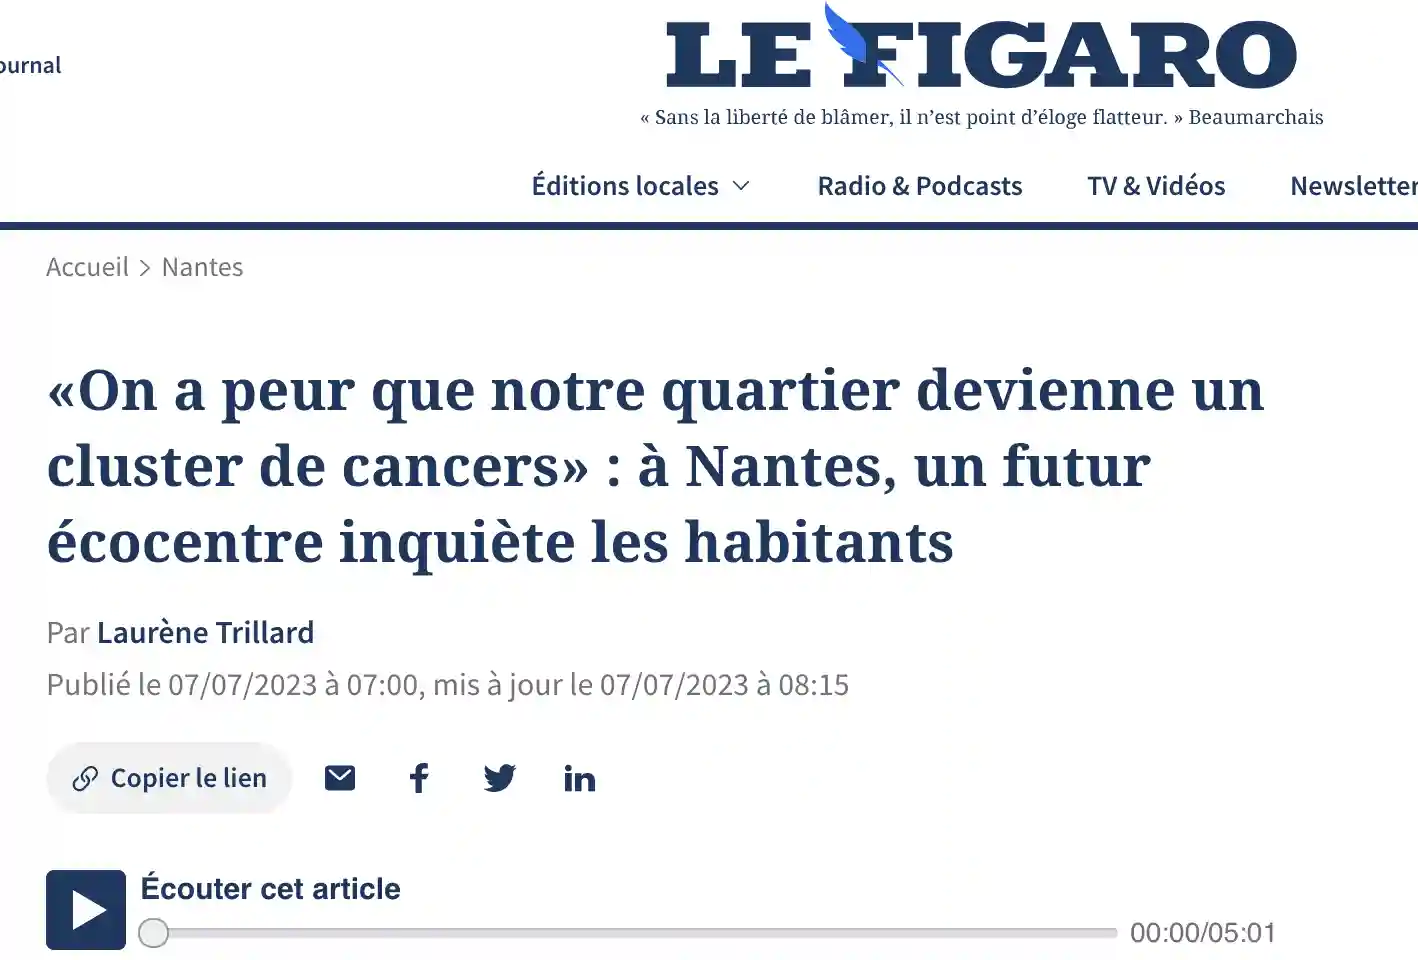 ournal
LE FIGARO
« Sans la liberté de blâmer, il n’est point d’éloge flatteur. » Beaumarchais
Éditions locales
Radio & Podcasts
TV & Vidéos
Newsletter
Accueil > Nantes
«On a peur que notre quartier devienne un
cluster de cancers» : à Nantes, un futur
écocentre inquiète les habitants
Par Laurène Trillard
Publié le 07/07/2023 à 07:00, mis à jour le 07/07/2023 à 08:15
Copier le lien
Écouter cet article
00:00/05:01